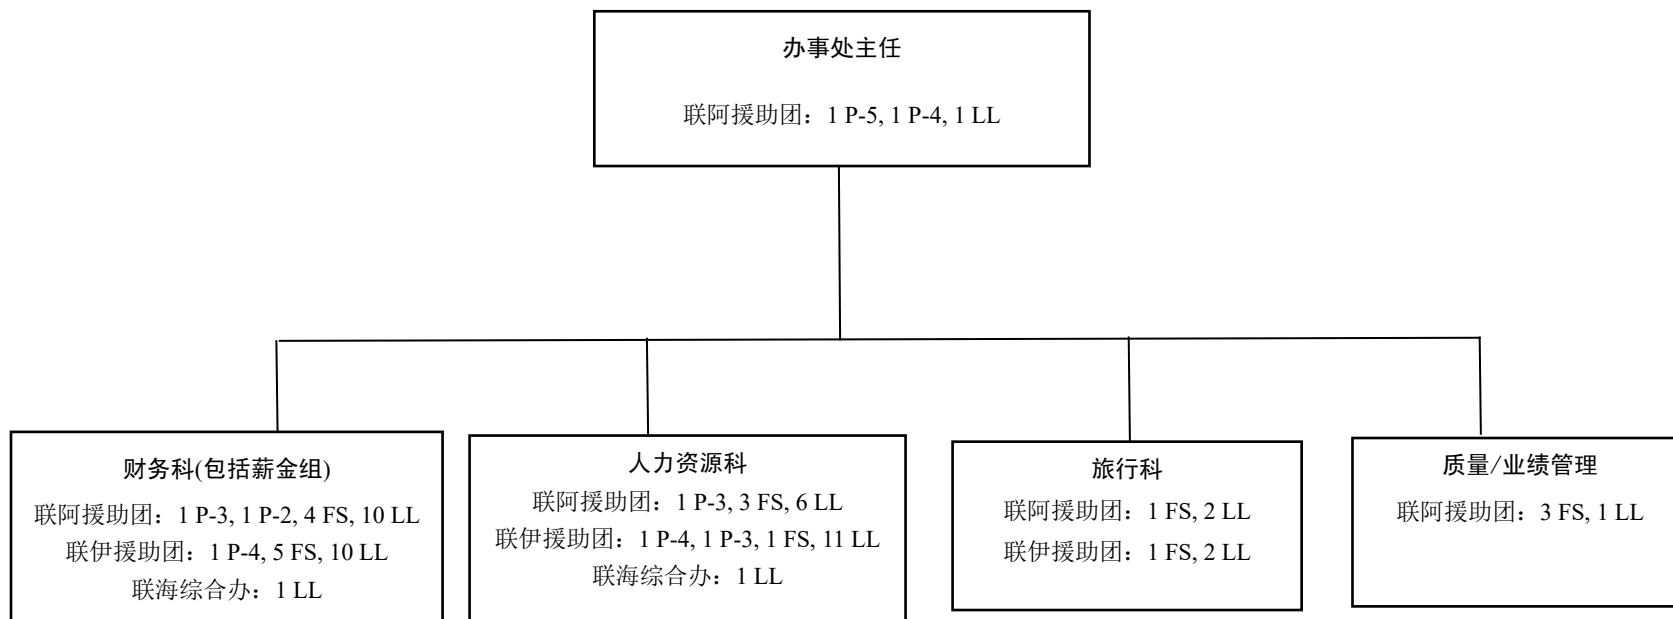 办事处主任
联阿援助团：1 P-5, 1 P-4, 1 LL
财务科(包括薪金组)
联阿援助团：1 P-3, 1 P-2, 4 FS, 10 LL
联伊援助团：1 P-4, 5 FS, 10 LL
联海综合办：1 LL
人力资源科
联阿援助团：1 P-3, 3 FS, 6 LL
联伊援助团：1 P-4, 1 P-3, 1 FS, 11 LL
联海综合办：1 LL
旅行科
联阿援助团：1 FS, 2 LL
联伊援助团：1 FS, 2 LL
质量/业绩管理
联阿援助团：3 FS, 1 LL